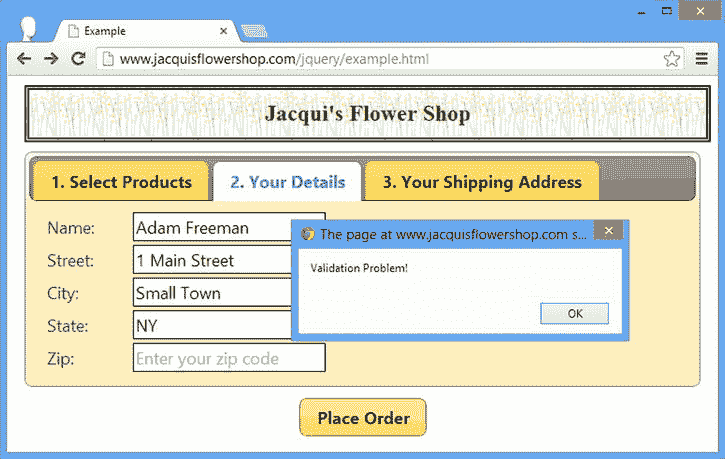 Example
www.jacquisflowershop.com/jquery/example.html
Jacqui's Flower Shop
1. Select Products 2. Your Details 3. Your Shipping Address
Name: Adam Freeman
Street: 1 Main Street
City: Small Town
State: NY
Zip: Enter your zip code
The page at www.jacquisflowershop.com s...
Validation Problem!
OK
Place Order